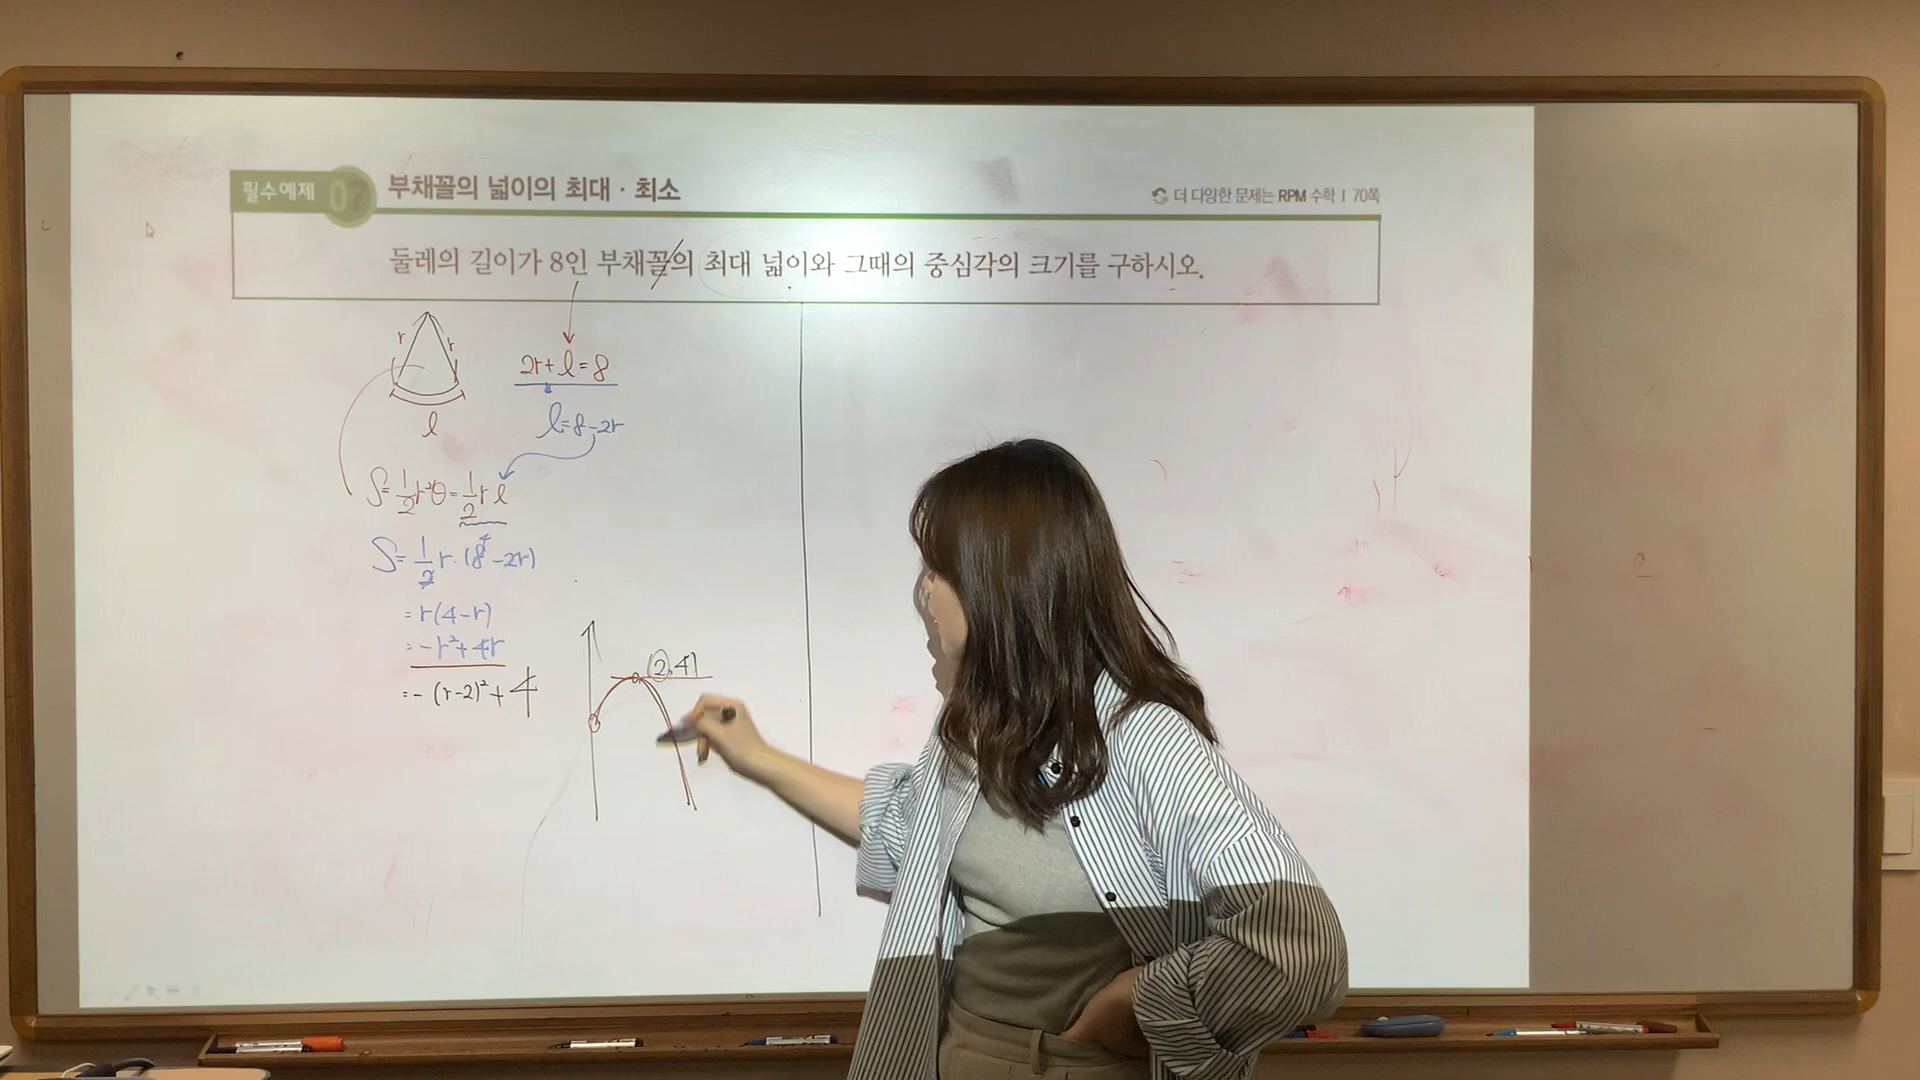 필수예제 07 부채꼴의 넓이의 최대 · 최소
더 다양한 문제는 RPM 수학 I 70쪽
둘레의 길이가 8인 부채꼴의 최대 넓이와 그때의 중심각의 크기를 구하시오.
r r
l
2r+l=8
l=8-2r
S=1/2r²θ=1/2rl
S=1/2r·(8-2r)
=r(4-r)
=-r²+4r
=-(r-2)²+4
(2,4)